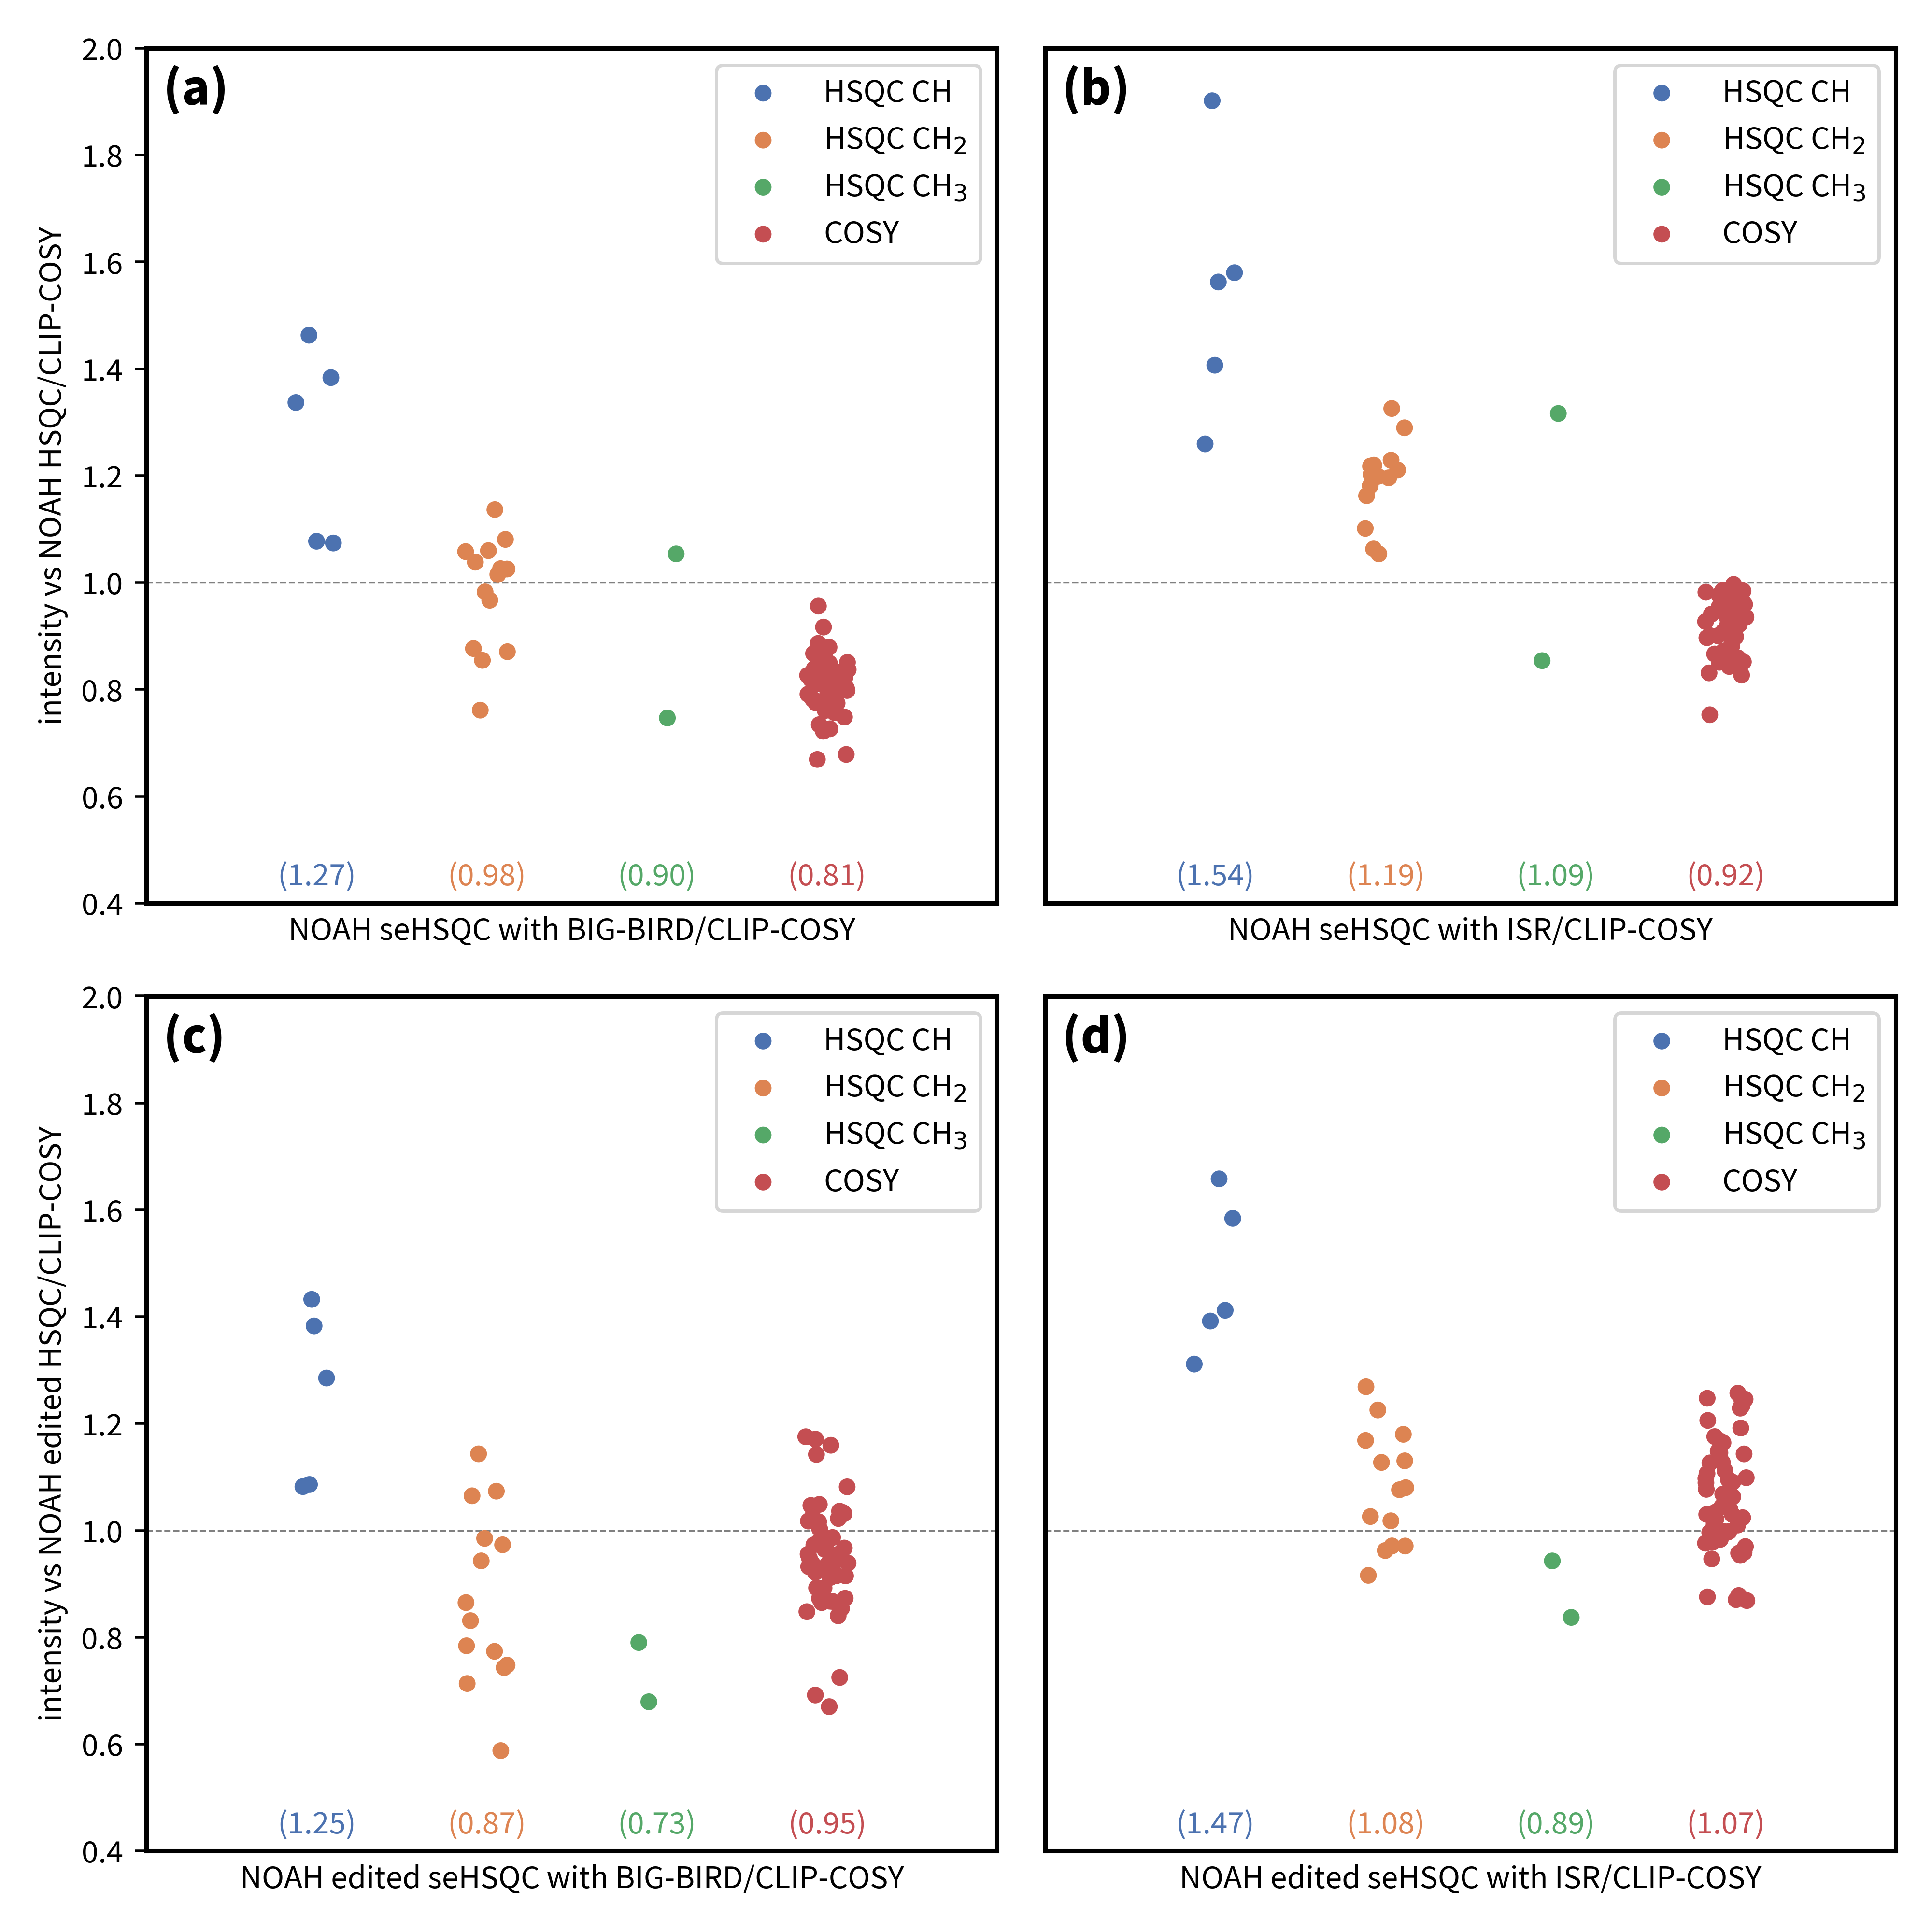 (a)
HSQC CH
HSQC CH₂
HSQC CH₃
COSY
intensity vs NOAH HSQC/CLIP-COSY
2.0
1.8
1.6
1.4
1.2
1.0
0.8
0.6
0.4
(1.27) (0.98) (0.90) (0.81)
NOAH seHSQC with BIG-BIRD/CLIP-COSY
(b)
HSQC CH
HSQC CH₂
HSQC CH₃
COSY
(1.54) (1.19) (1.09) (0.92)
NOAH seHSQC with ISR/CLIP-COSY
(c)
HSQC CH
HSQC CH₂
HSQC CH₃
COSY
intensity vs NOAH edited HSQC/CLIP-COSY
2.0
1.8
1.6
1.4
1.2
1.0
0.8
0.6
0.4
(1.25) (0.87) (0.73) (0.95)
NOAH edited seHSQC with BIG-BIRD/CLIP-COSY
(d)
HSQC CH
HSQC CH₂
HSQC CH₃
COSY
(1.47) (1.08) (0.89) (1.07)
NOAH edited seHSQC with ISR/CLIP-COSY